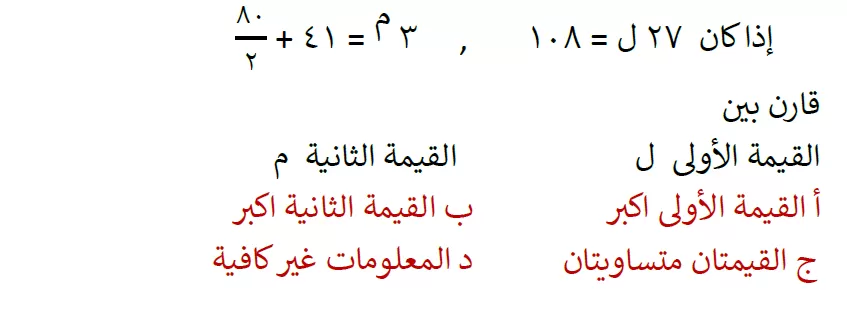 إذا كان ٢٧ ل = ١٠٨ , ٣ م = ٤١ + ٨٠/٢
قارن بين
القيمة الأولى ل القيمة الثانية م
أ القيمة الأولى اكبر ب القيمة الثانية اكبر
ج القيمتان متساويتان د المعلومات غير كافية